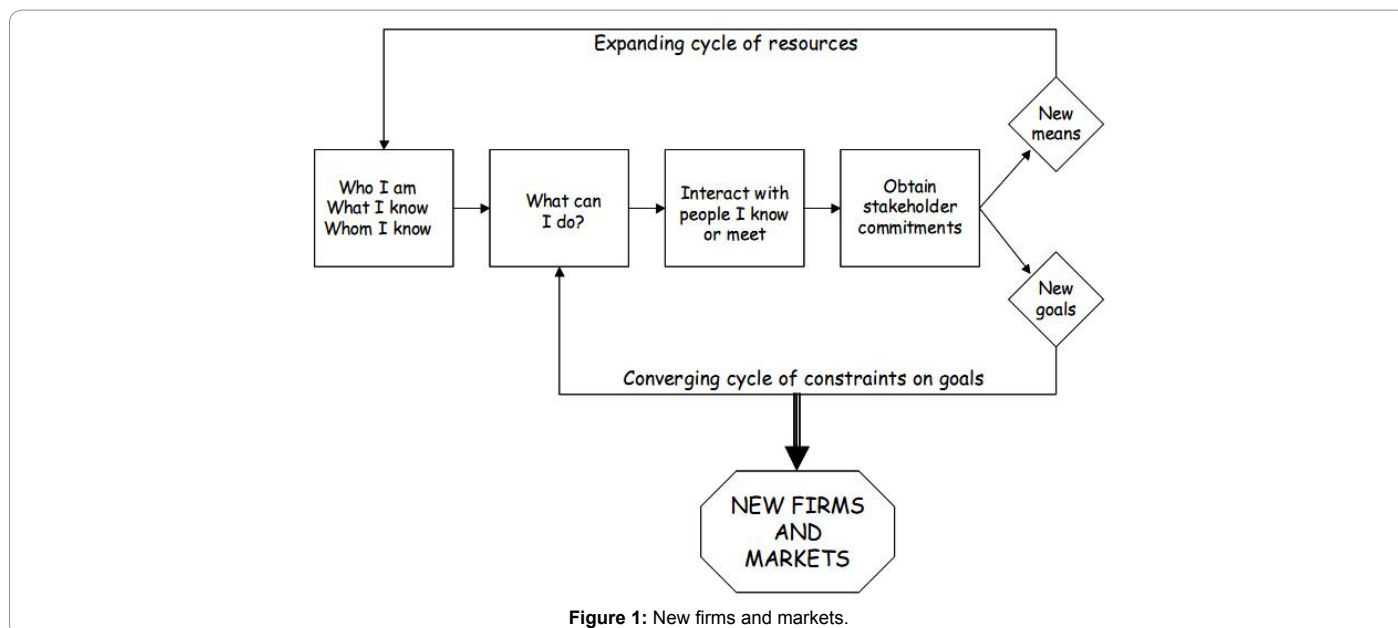 Expanding cycle of resources
New
means
Who I am
What I know
Whom I know
What can
I do?
Interact with
people I know
or meet
Obtain
stakeholder
commitments
New
goals
Converging cycle of constraints on goals
NEW FIRMS
AND
MARKETS
Figure 1: New firms and markets.